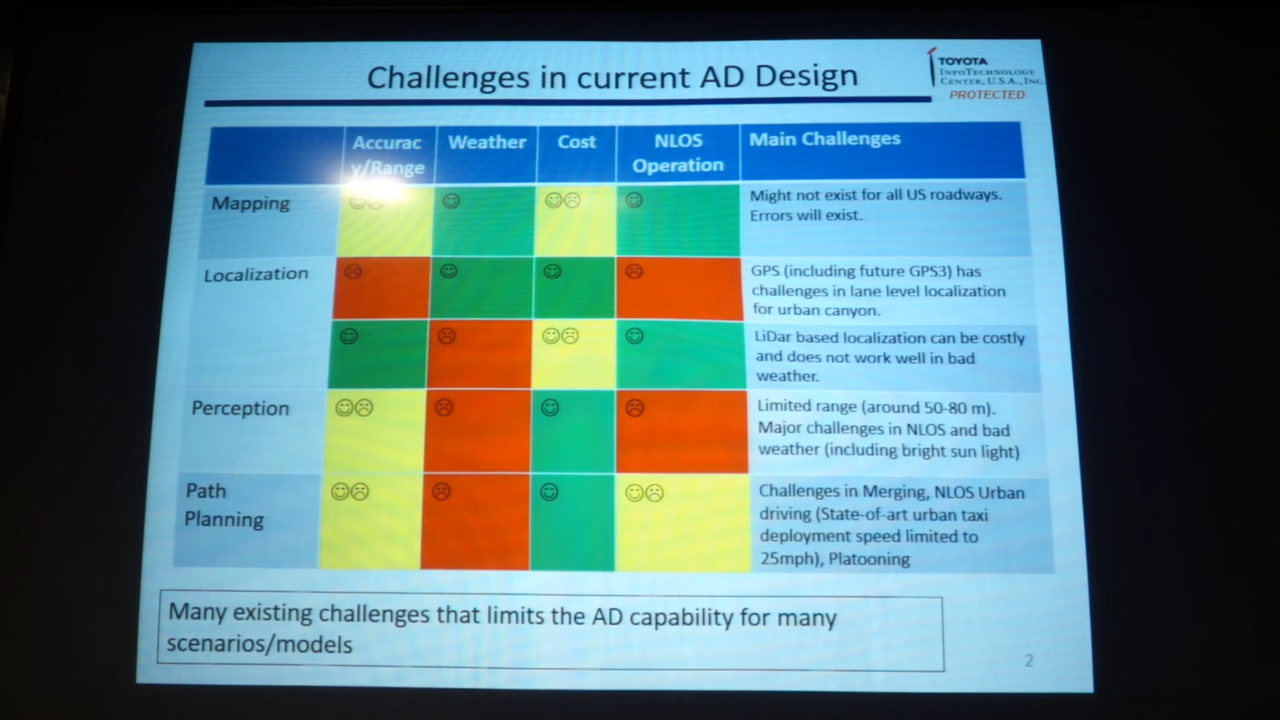 Challenges in current AD Design
TOYOTA
INFOTECHNOLOGY
CENTER, U.S.A., INC.
PROTECTED
Accurac
y/Range
Weather
Cost
NLOS
Operation
Main Challenges
Mapping
Might not exist for all US roadways.
Errors will exist.
Localization
GPS (including future GPS3) has
challenges in lane level localization
for urban canyon.
LiDar based localization can be costly
and does not work well in bad
weather.
Perception
Limited range (around 50-80 m).
Major challenges in NLOS and bad
weather (including bright sun light)
Path
Planning
Challenges in Merging, NLOS Urban
driving (State-of-art urban taxi
deployment speed limited to
25mph), Platooning
Many existing challenges that limits the AD capability for many
scenarios/models
2